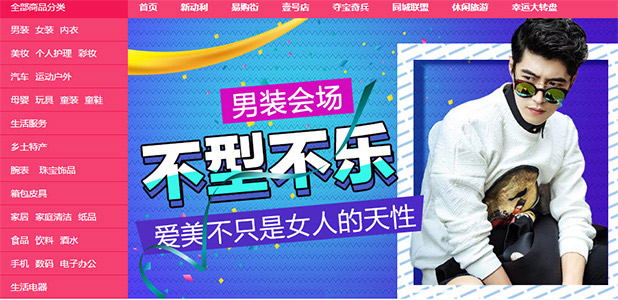 全部商品分类 首页 新动利 易购街 壹号店 夺宝奇兵 同城联盟 休闲旅游 幸运大转盘
男装 女装 内衣
美妆 个人护理 彩妆
汽车 运动户外
母婴 玩具 童装 童鞋
生活服务
乡土特产
腕表 珠宝饰品
箱包皮具
家居 家庭清洁 纸品
食品 饮料 酒水
手机 数码 电子办公
生活电器
男装会场
不型不乐
爱美不只是女人的天性